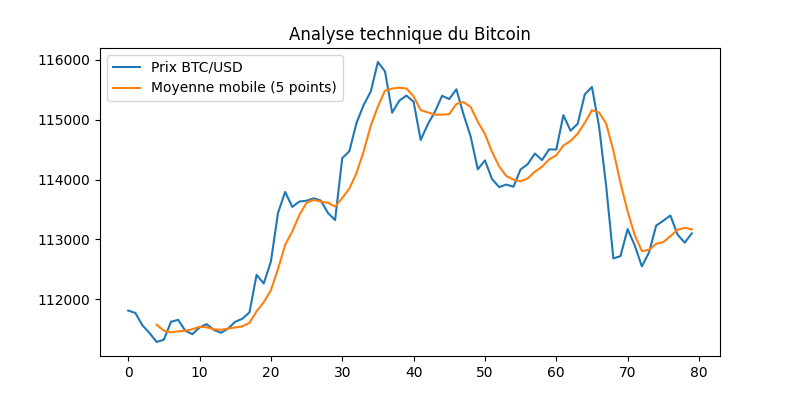 Analyse technique du Bitcoin
Prix BTC/USD
Moyenne mobile (5 points)
116000
115000
114000
113000
112000
0 10 20 30 40 50 60 70 80